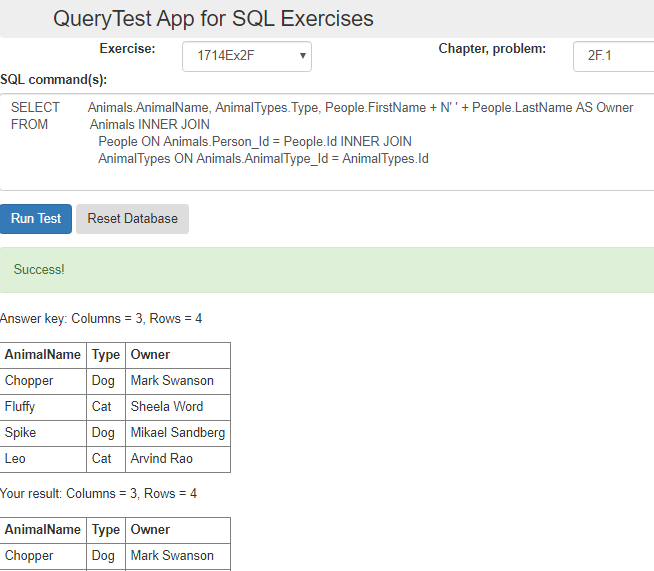 QueryTest App for SQL Exercises
Exercise: 1714Ex2F Chapter, problem: 2F.1
SQL command(s):
SELECT Animals.AnimalName, AnimalTypes.Type, People.FirstName + N' ' + People.LastName AS Owner
FROM Animals INNER JOIN
People ON Animals.Person_Id = People.Id INNER JOIN
AnimalTypes ON Animals.AnimalType_Id = AnimalTypes.Id
Run Test Reset Database
Success!
Answer key: Columns = 3, Rows = 4
AnimalName Type Owner
Chopper Dog Mark Swanson
Fluffy Cat Sheela Word
Spike Dog Mikael Sandberg
Leo Cat Arvind Rao
Your result: Columns = 3, Rows = 4
AnimalName Type Owner
Chopper Dog Mark Swanson